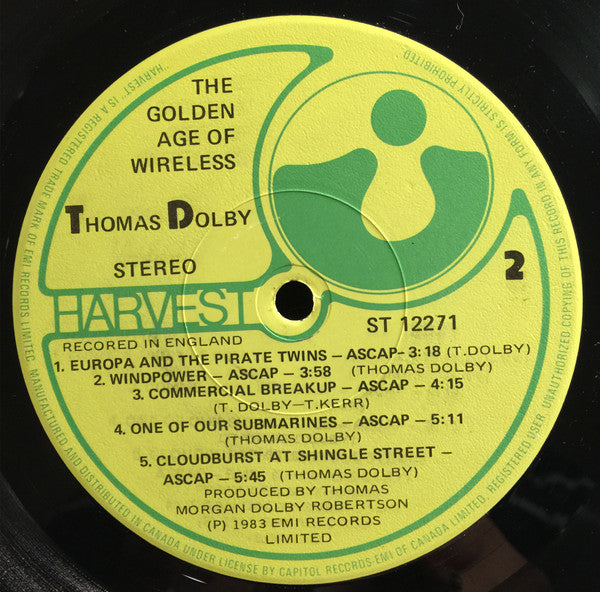 THE
GOLDEN
AGE OF
WIRELESS
THOMAS DOLBY
STEREO
2
HARVEST
ST 12271
RECORED IN ENGLAND
1. EUROPA AND THE PIRATE TWINS – ASCAP- 3:18 (T.DOLBY)
2. WINDPOWER – ASCAP – 3:58 (THOMAS DOLBY)
3. COMMERCIAL BREAKUP – ASCAP – 4:15
(T. DOLBY–T.KERR)
4. ONE OF OUR SUBMARINES – ASCAP – 5:11
(THOMAS DOLBY)
5. CLOUDBURST AT SHINGLE STREET –
ASCAP – 5:45 (THOMAS DOLBY)
PRODUCED BY THOMAS
MORGAN DOLBY ROBERTSON
(P) 1983 EMI RECORDS
LIMITED
"HARVEST" IS A REGISTERED TRADE MARK OF EMI RECORDS, LIMITED. MANUFACTURED AND DISTRIBUTED IN CANADA UNDER LICENSE BY CAPITOL RECORDS-EMI OF CANADA LIMITED, REGISTERED USER. UNAUTHORIZED COPYING OF THIS RECORD IN ANY FORM IS STRICTLY PROHIBITED.